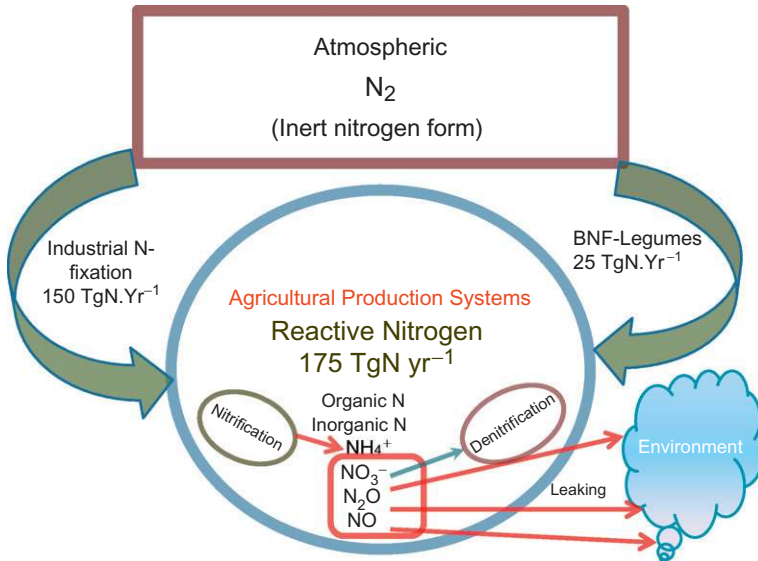 Atmospheric
N₂
(Inert nitrogen form)
Industrial N-
fixation
150 TgN.Yr⁻¹
BNF-Legumes
25 TgN.Yr⁻¹
Agricultural Production Systems
Reactive Nitrogen
175 TgN yr⁻¹
Organic N
Inorganic N
NH₄⁺
NO₃⁻
N₂O
NO
Nitrification
Denitrification
Leaking
Environment